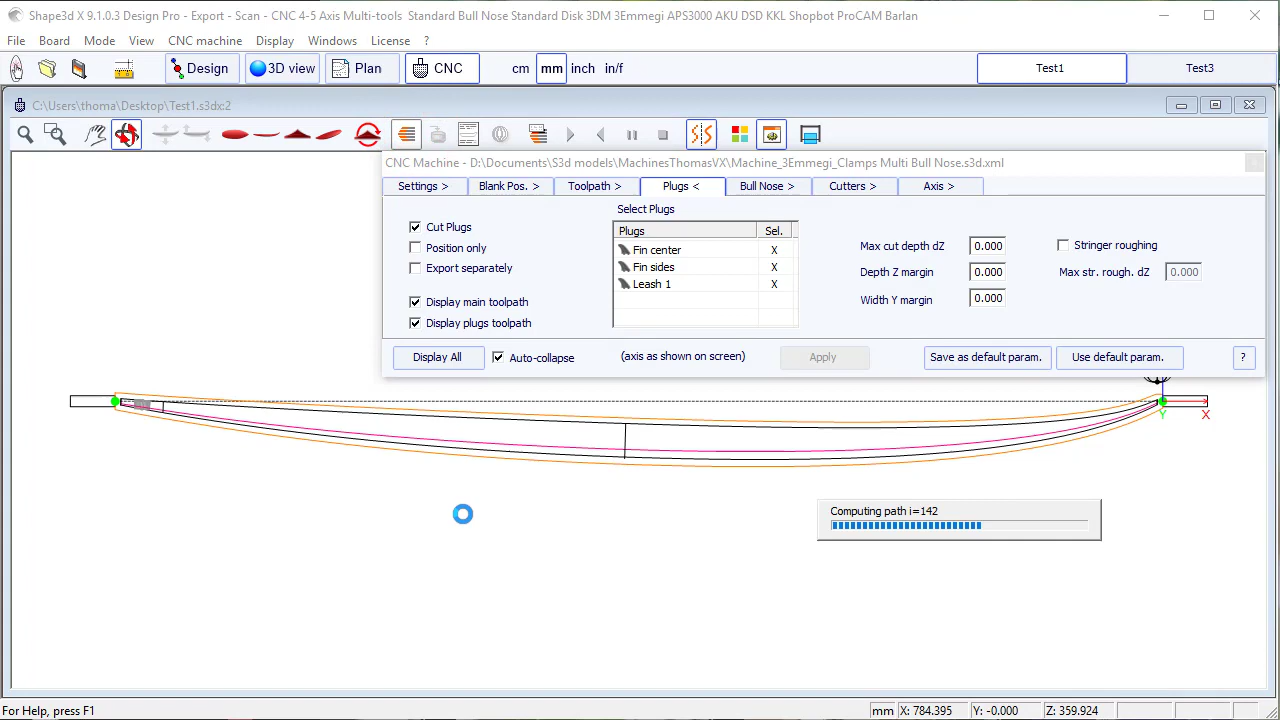 Shape3d X 9.1.0.3 Design Pro - Export - Scan - CNC 4-5 Axis Multi-tools  Standard Bull Nose Standard Disk 3DM 3Emmegi APS3000 AKU DSD KKL Shopbot ProCAM Barlan
File Board Mode View CNC machine Display Windows License ?
Design 3D view Plan CNC cm mm inch in/f Test1 Test3
C:\Users\thoma\Desktop\Test1.s3dx:2
CNC Machine - D:\Documents\S3d models\MachinesThomasVX\Machine_3Emmegi_Clamps Multi Bull Nose.s3d.xml
Settings > Blank Pos. > Toolpath > Plugs < Bull Nose > Cutters > Axis >
Select Plugs
Cut Plugs
Position only
Export separately
Display main toolpath
Display plugs toolpath
Plugs Sel.
Fin center X
Fin sides X
Leash 1 X
Max cut depth dZ 0.000
Depth Z margin 0.000
Width Y margin 0.000
Stringer roughing
Max str. rough. dZ 0.000
Display All Auto-collapse (axis as shown on screen) Apply Save as default param. Use default param. ?
Y X
Computing path i=142
For Help, press F1 mm X: 784.395 Y: -0.000 Z: 359.924